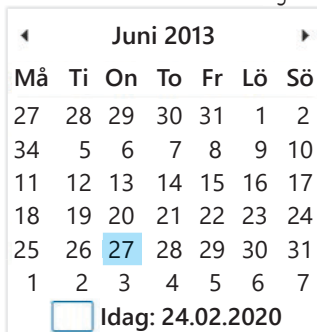 Juni 2013
Må Ti On To Fr Lö Sö
27 28 29 30 31 1 2
34 5 6 7 8 9 10
11 12 13 14 15 16 17
18 19 20 21 22 23 24
25 26 27 28 29 30 31
1 2 3 4 5 6 7
Idag: 24.02.2020